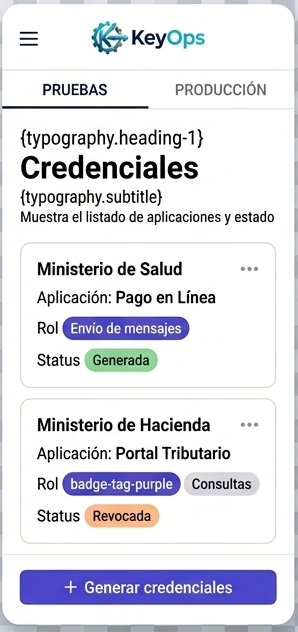 KeyOps
PRUEBAS PRODUCCIÓN
{typography.heading-1}
Credenciales
{typography.subtitle}
Muestra el listado de aplicaciones y estado
Ministerio de Salud
Aplicación: Pago en Línea
Rol Envío de mensajes
Status Generada
Ministerio de Hacienda
Aplicación: Portal Tributario
Rol badge-tag-purple Consultas
Status Revocada
+ Generar credenciales